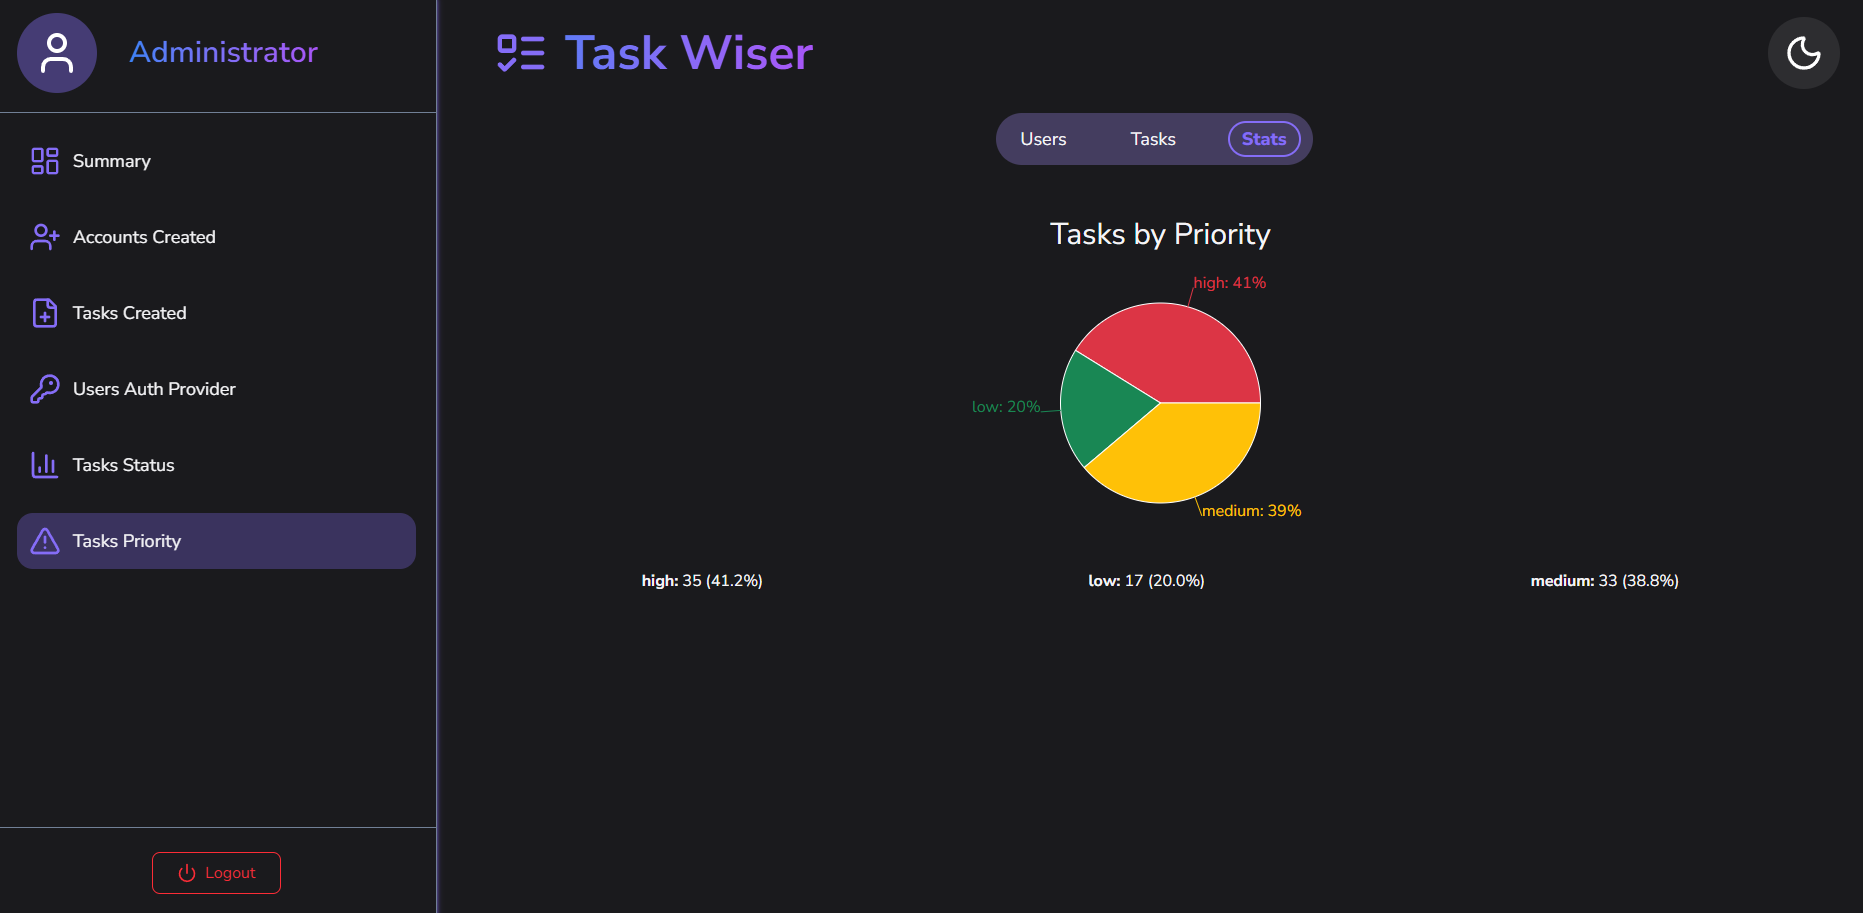 Administrator
Summary
Accounts Created
Tasks Created
Users Auth Provider
Tasks Status
Tasks Priority
Logout
Task Wiser
Users Tasks Stats
Tasks by Priority
high: 41%
low: 20%
medium: 39%
high: 35 (41.2%) low: 17 (20.0%) medium: 33 (38.8%)